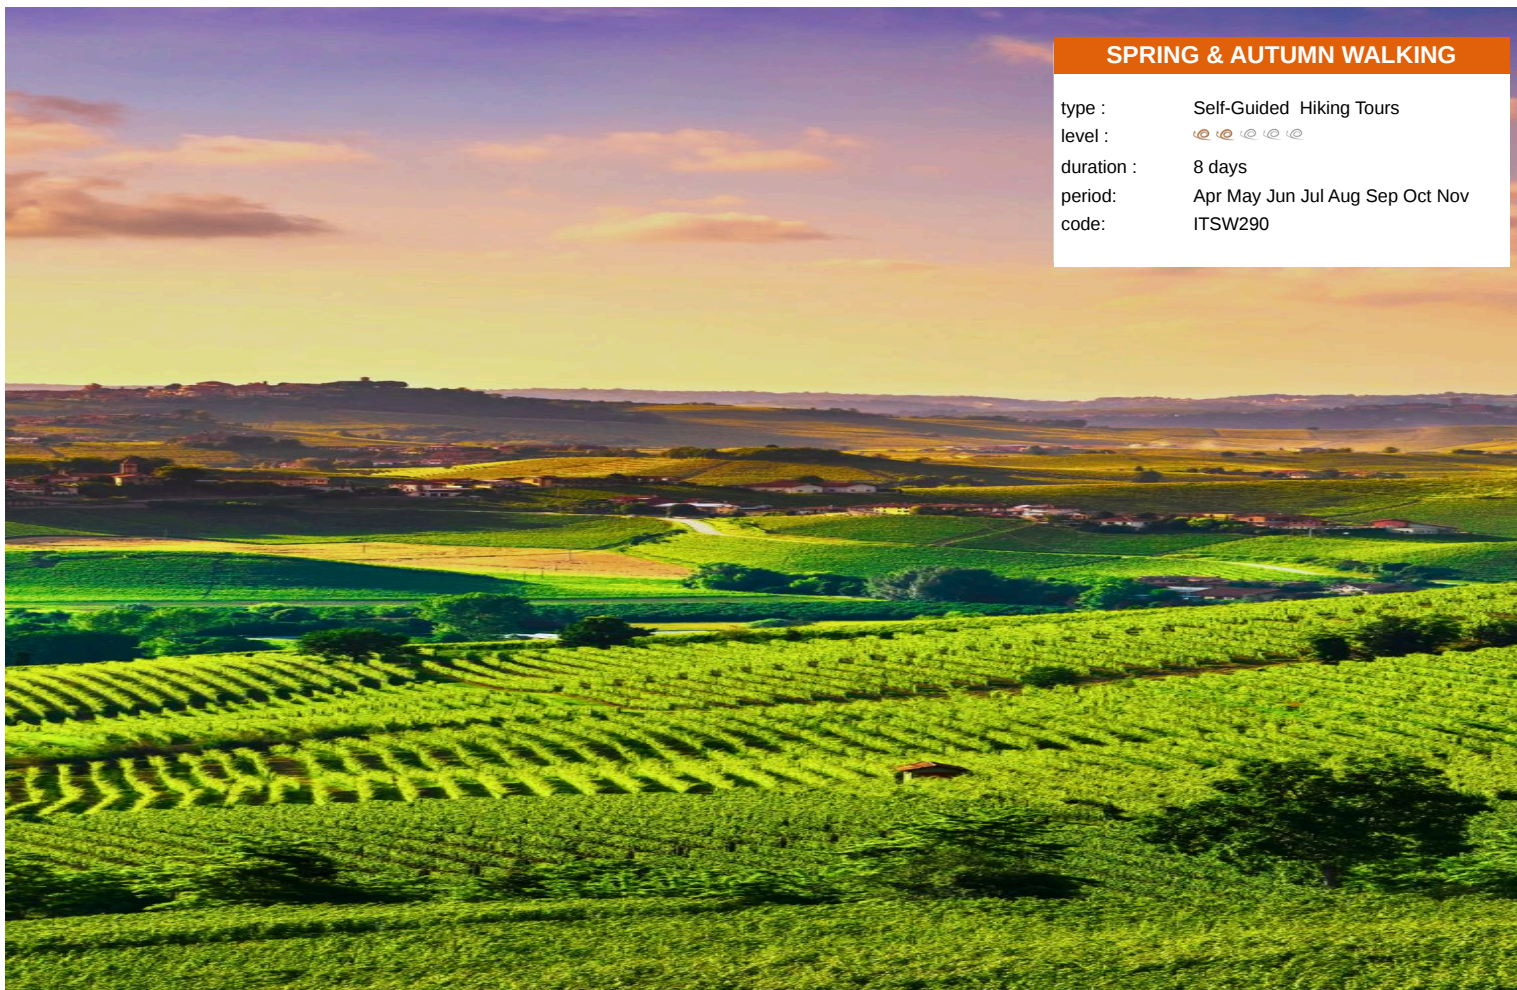 SPRING & AUTUMN WALKING
type : Self-Guided Hiking Tours
level :
duration : 8 days
period: Apr May Jun Jul Aug Sep Oct Nov
code: ITSW290